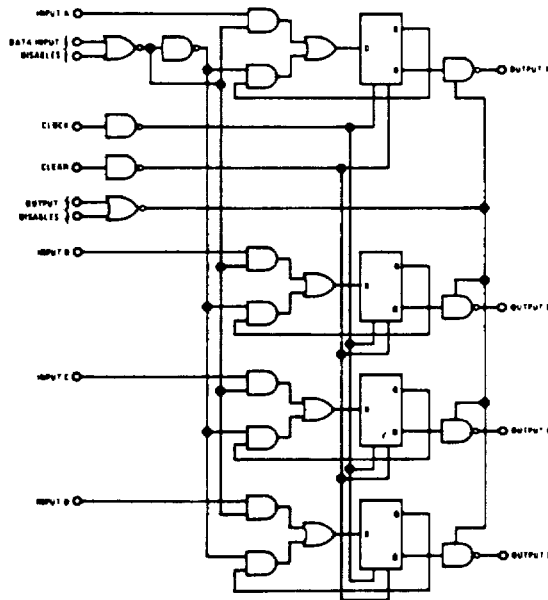 INPUT A
DATA INPUT
DISABLES
D
CLOCK
CLEAR
OUTPUT
DISABLES
INPUT B
INPUT C
INPUT D
OUTPUT
OUTPUT
OUTPUT
OUTPUT